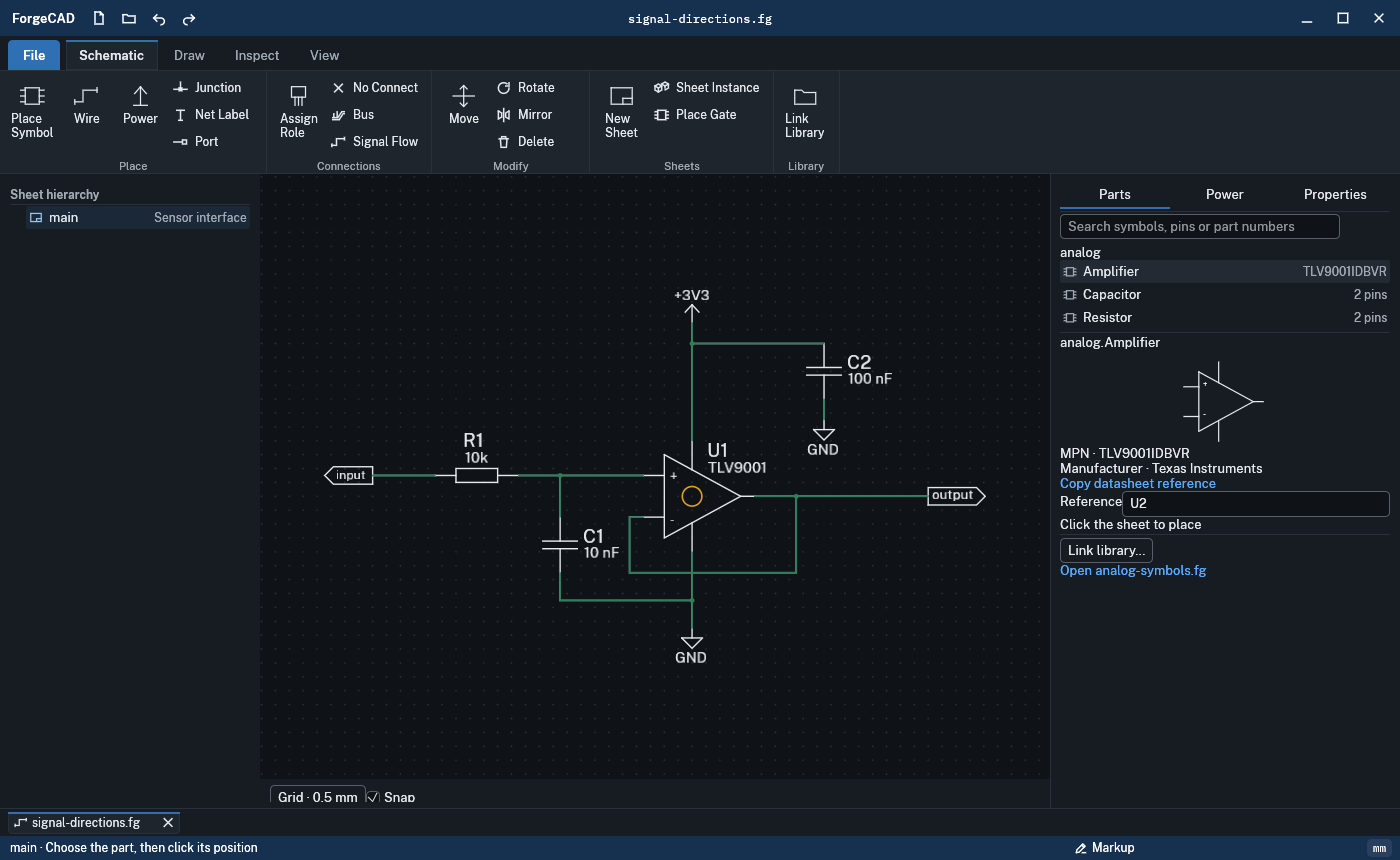 ForgeCAD
signal-directions.fg
File
Schematic
Draw
Inspect
View
Place Symbol
Wire
Power
Junction
Net Label
Port
Place
Assign Role
No Connect
Bus
Signal Flow
Connections
Move
Rotate
Mirror
Delete
Modify
New Sheet
Sheet Instance
Place Gate
Sheets
Link Library
Library
Sheet hierarchy
main Sensor interface
+3V3
C2
100 nF
GND
R1
10k
input
U1
TLV9001
+
-
output
C1
10 nF
GND
Grid · 0.5 mm
Snap
Parts
Power
Properties
Search symbols, pins or part numbers
analog
Amplifier TLV9001IDBVR
Capacitor 2 pins
Resistor 2 pins
analog.Amplifier
+
-
MPN · TLV9001IDBVR
Manufacturer · Texas Instruments
Copy datasheet reference
Reference U2
Click the sheet to place
Link library...
Open analog-symbols.fg
signal-directions.fg
main · Choose the part, then click its position
Markup
mm